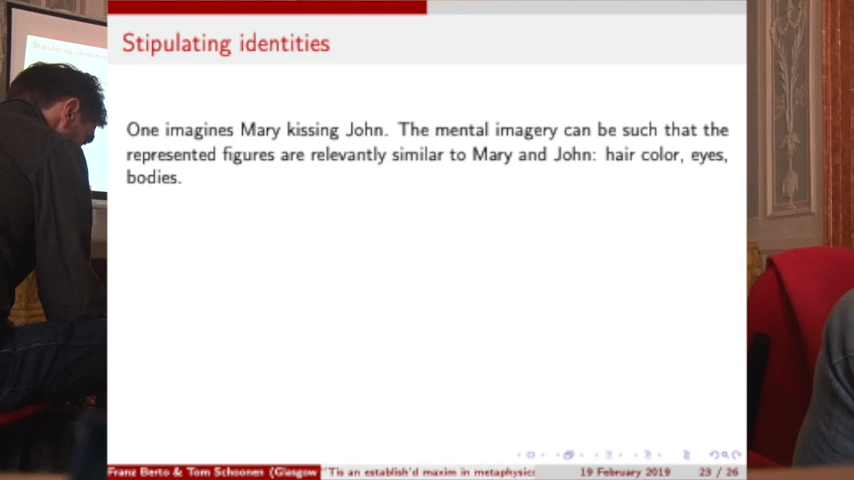 Stipulating identities
Stipulating identities
One imagines Mary kissing John. The mental imagery can be such that the
represented figures are relevantly similar to Mary and John: hair color, eyes,
bodies.
Franz Berto & Tom Schoonen (Glasgow
"Tis an establish'd maxim in metaphysics
19 February 2019
23 / 26